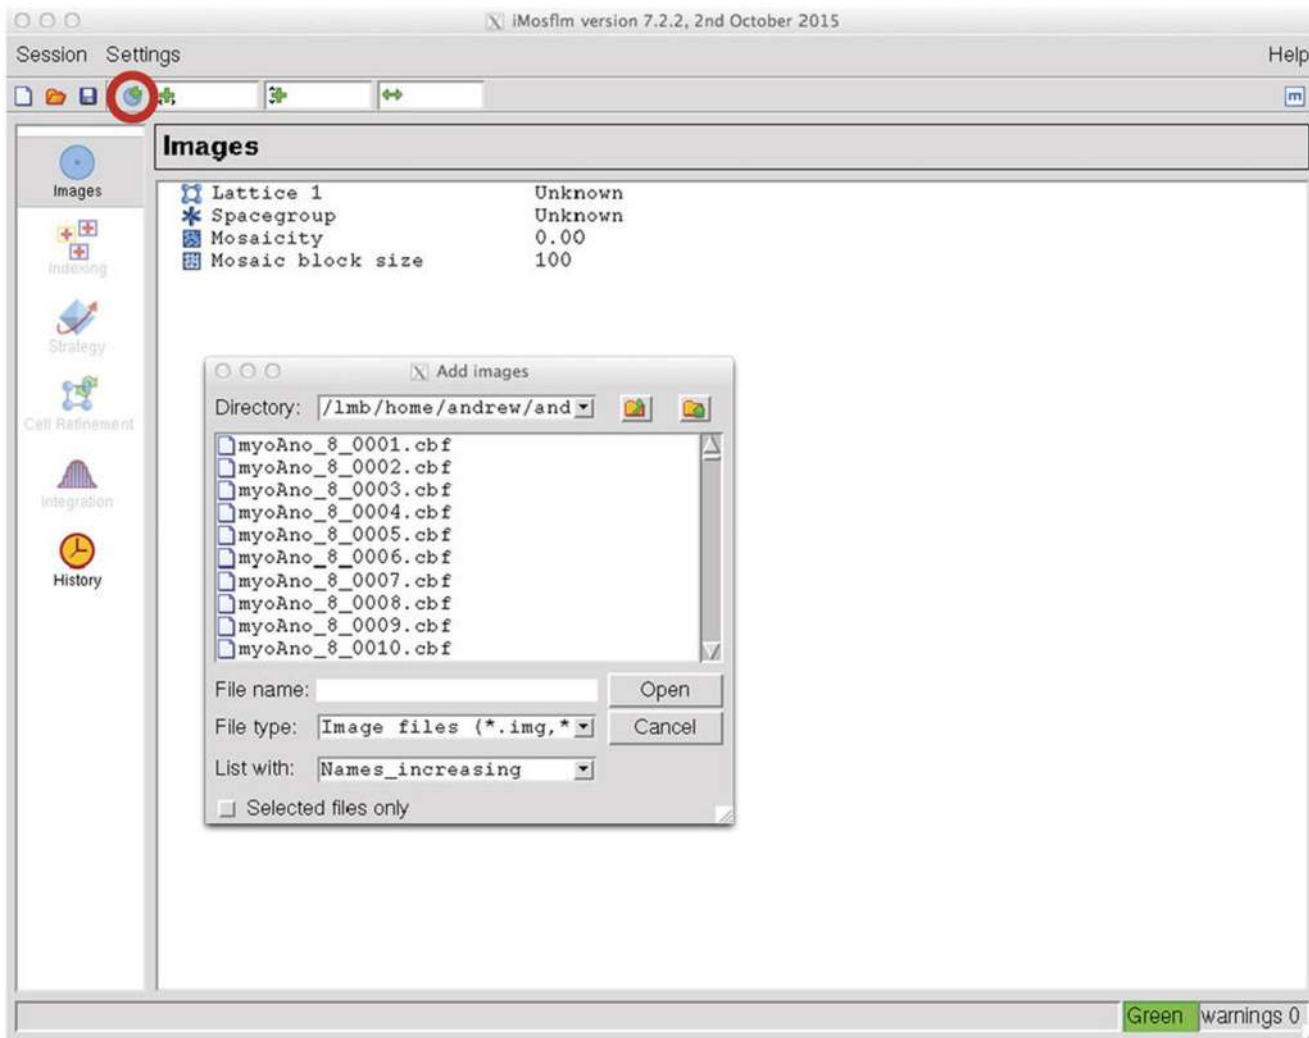 iMosflm version 7.2.2, 2nd October 2015
Session Settings Help
Images
Images
Lattice 1 Unknown
Spacegroup Unknown
Mosaicity 0.00
Mosaic block size 100
Indexing
Strategy
Cell Refinement
Integration
History
Add images
Directory: /lmb/home/andrew/and
myoAno_8_0001.cbf
myoAno_8_0002.cbf
myoAno_8_0003.cbf
myoAno_8_0004.cbf
myoAno_8_0005.cbf
myoAno_8_0006.cbf
myoAno_8_0007.cbf
myoAno_8_0008.cbf
myoAno_8_0009.cbf
myoAno_8_0010.cbf
File name: Open
File type: Image files (*.img,* Cancel
List with: Names_increasing
Selected files only
Green warnings 0